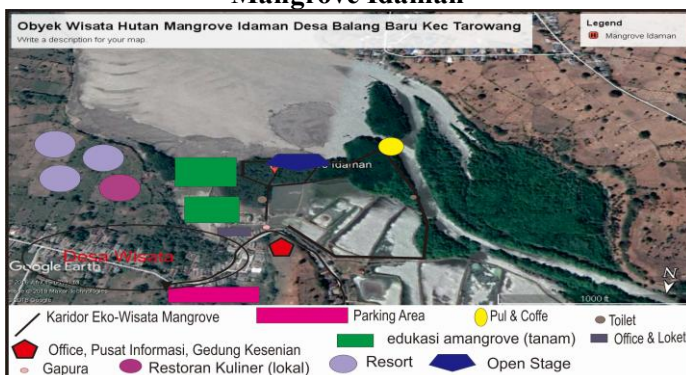 Mangrove Idaman
Obyek Wisata Hutan Mangrove Idaman Desa Balang Baru Kec Tarowang
Write a description for your map.
Legend
Mangrove Idaman
Idaman
Desa Wisata
Google Earth
N
1000 ft
Karidor Eko-Wisata Mangrove
Parking Area
Pul & Coffe
Toilet
Office, Pusat Informasi, Gedung Kesenian
edukasi amangrove (tanam)
Office & Loket
Gapura
Restoran Kuliner (lokal)
Resort
Open Stage